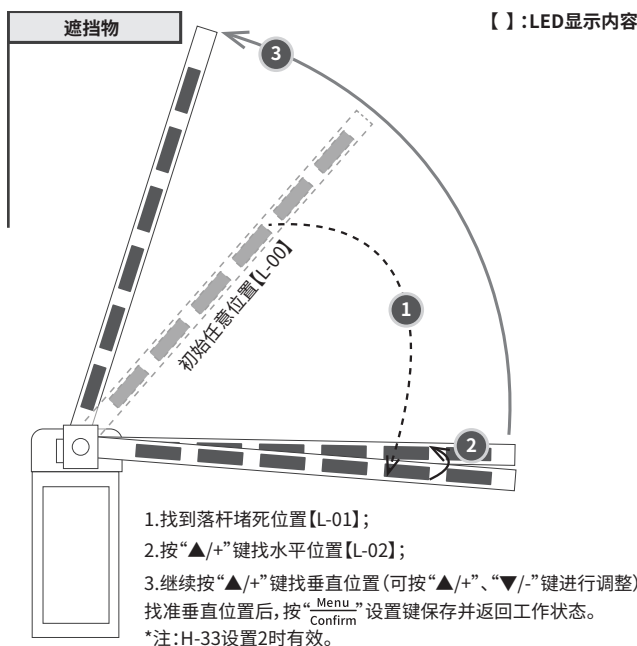 遮挡物
【 】:LED显示内容
3
初始任意位置【L-00】
1
2
1.找到落杆堵死位置【L-01】;
2.按“▲/+”键找水平位置【L-02】;
3.继续按“▲/+”键找垂直位置(可按“▲/+”、“▼/-”键进行调整)
找准垂直位置后,按“Menu/Confirm”设置键保存并返回工作状态。
*注:H-33设置2时有效。